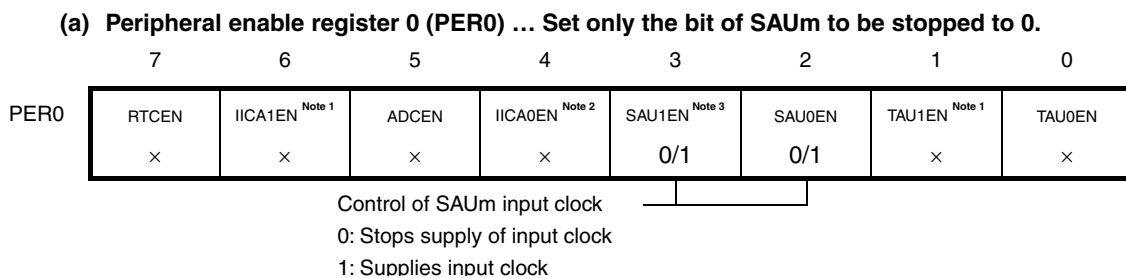 (a) Peripheral enable register 0 (PER0) … Set only the bit of SAUm to be stopped to 0.
7 6 5 4 3 2 1 0
PER0 RTCEN IICA1EN Note 1 ADCEN IICA0EN Note 2 SAU1EN Note 3 SAU0EN TAU1EN Note 1 TAU0EN
× × × × 0/1 0/1 × ×
Control of SAUm input clock
0: Stops supply of input clock
1: Supplies input clock